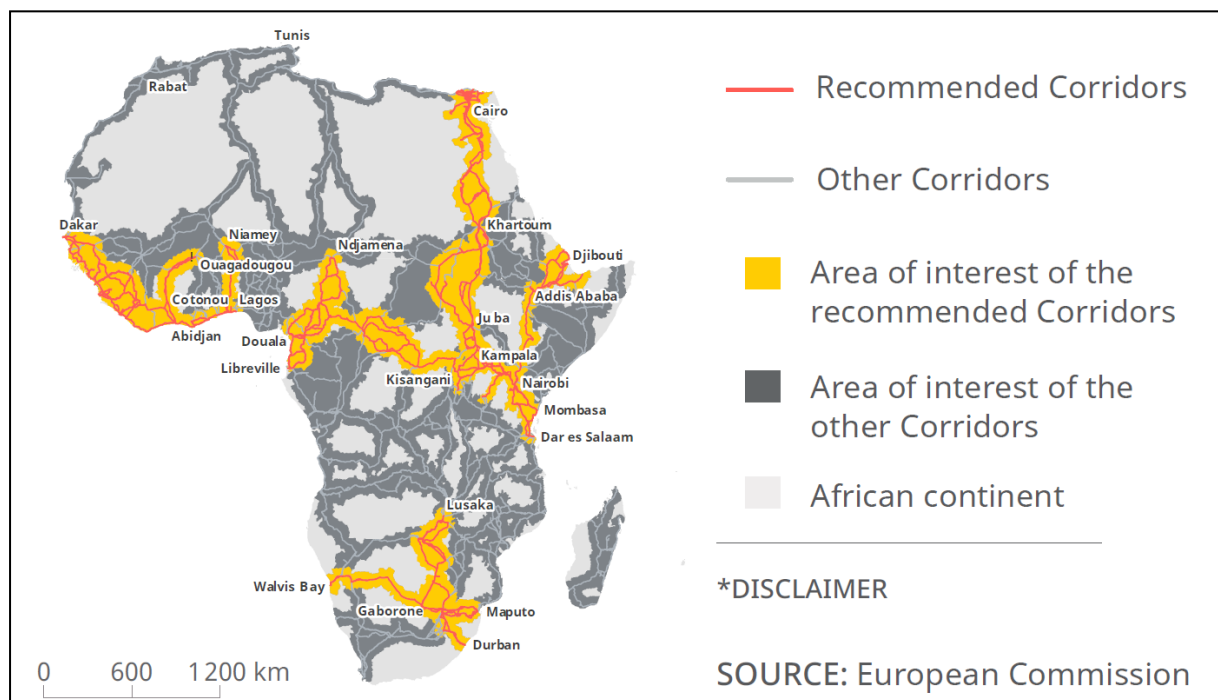 Tunis
Rabat
Cairo
Dakar
Niamey
Ndjamena
Khartoum
Djibouti
Ouagadougou
Cotonou
Lagos
Addis Ababa
Abidjan
Douala
Juba
Libreville
Kampala
Kisangani
Nairobi
Mombasa
Dar es Salaam
Lusaka
Walvis Bay
Gaborone
Maputo
Durban
0 600 1200 km
Recommended Corridors
Other Corridors
Area of interest of the
recommended Corridors
Area of interest of the
other Corridors
African continent
*DISCLAIMER
SOURCE: European Commission